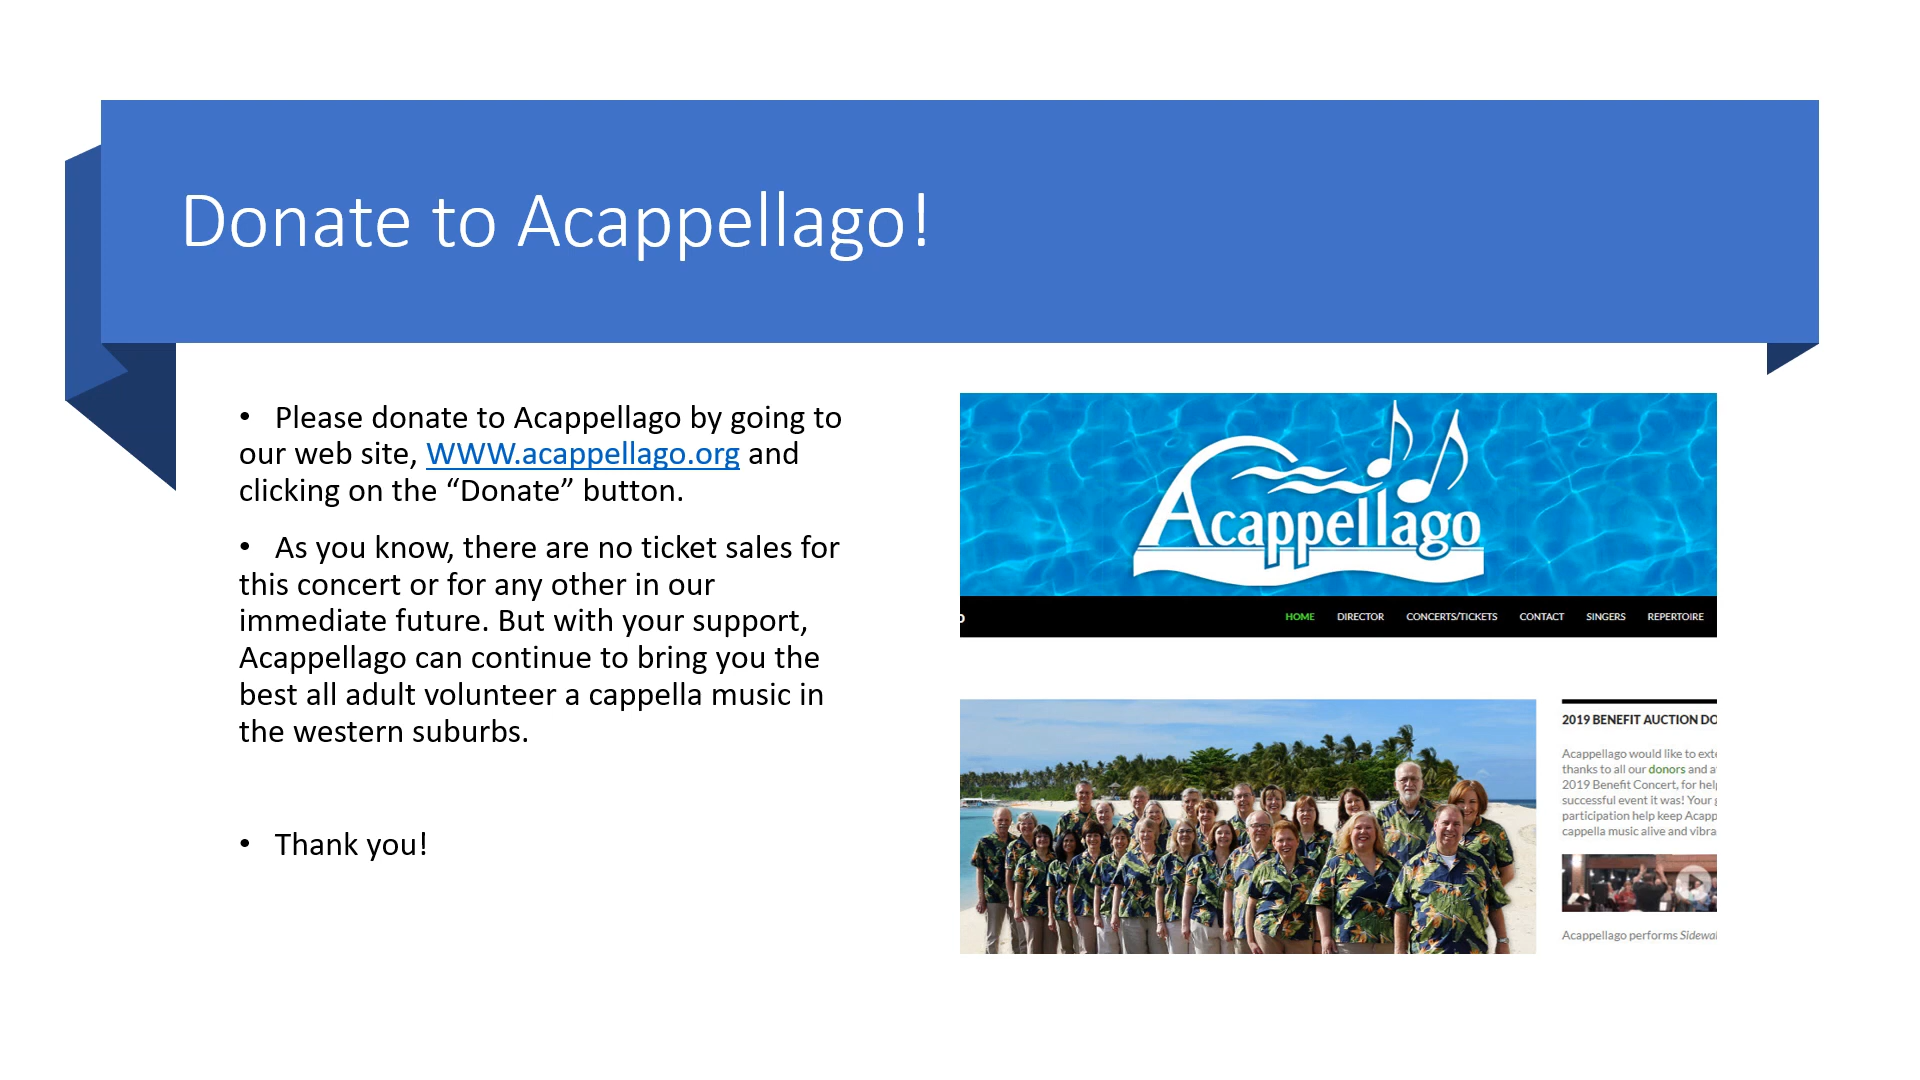 Donate to Acappellago!
• Please donate to Acappellago by going to
our web site, WWW.acappellago.org and
clicking on the “Donate” button.
• As you know, there are no ticket sales for
this concert or for any other in our
immediate future. But with your support,
Acappellago can continue to bring you the
best all adult volunteer a cappella music in
the western suburbs.
• Thank you!
Acappellago
HOME DIRECTOR CONCERTS/TICKETS CONTACT SINGERS REPERTOIRE
2019 BENEFIT AUCTION DO
Acappellago would like to exte
thanks to all our donors and a
2019 Benefit Concert, for help
successful event it was! Your g
participation help keep Acapp
cappella music alive and vibra
Acappellago performs Sidewal